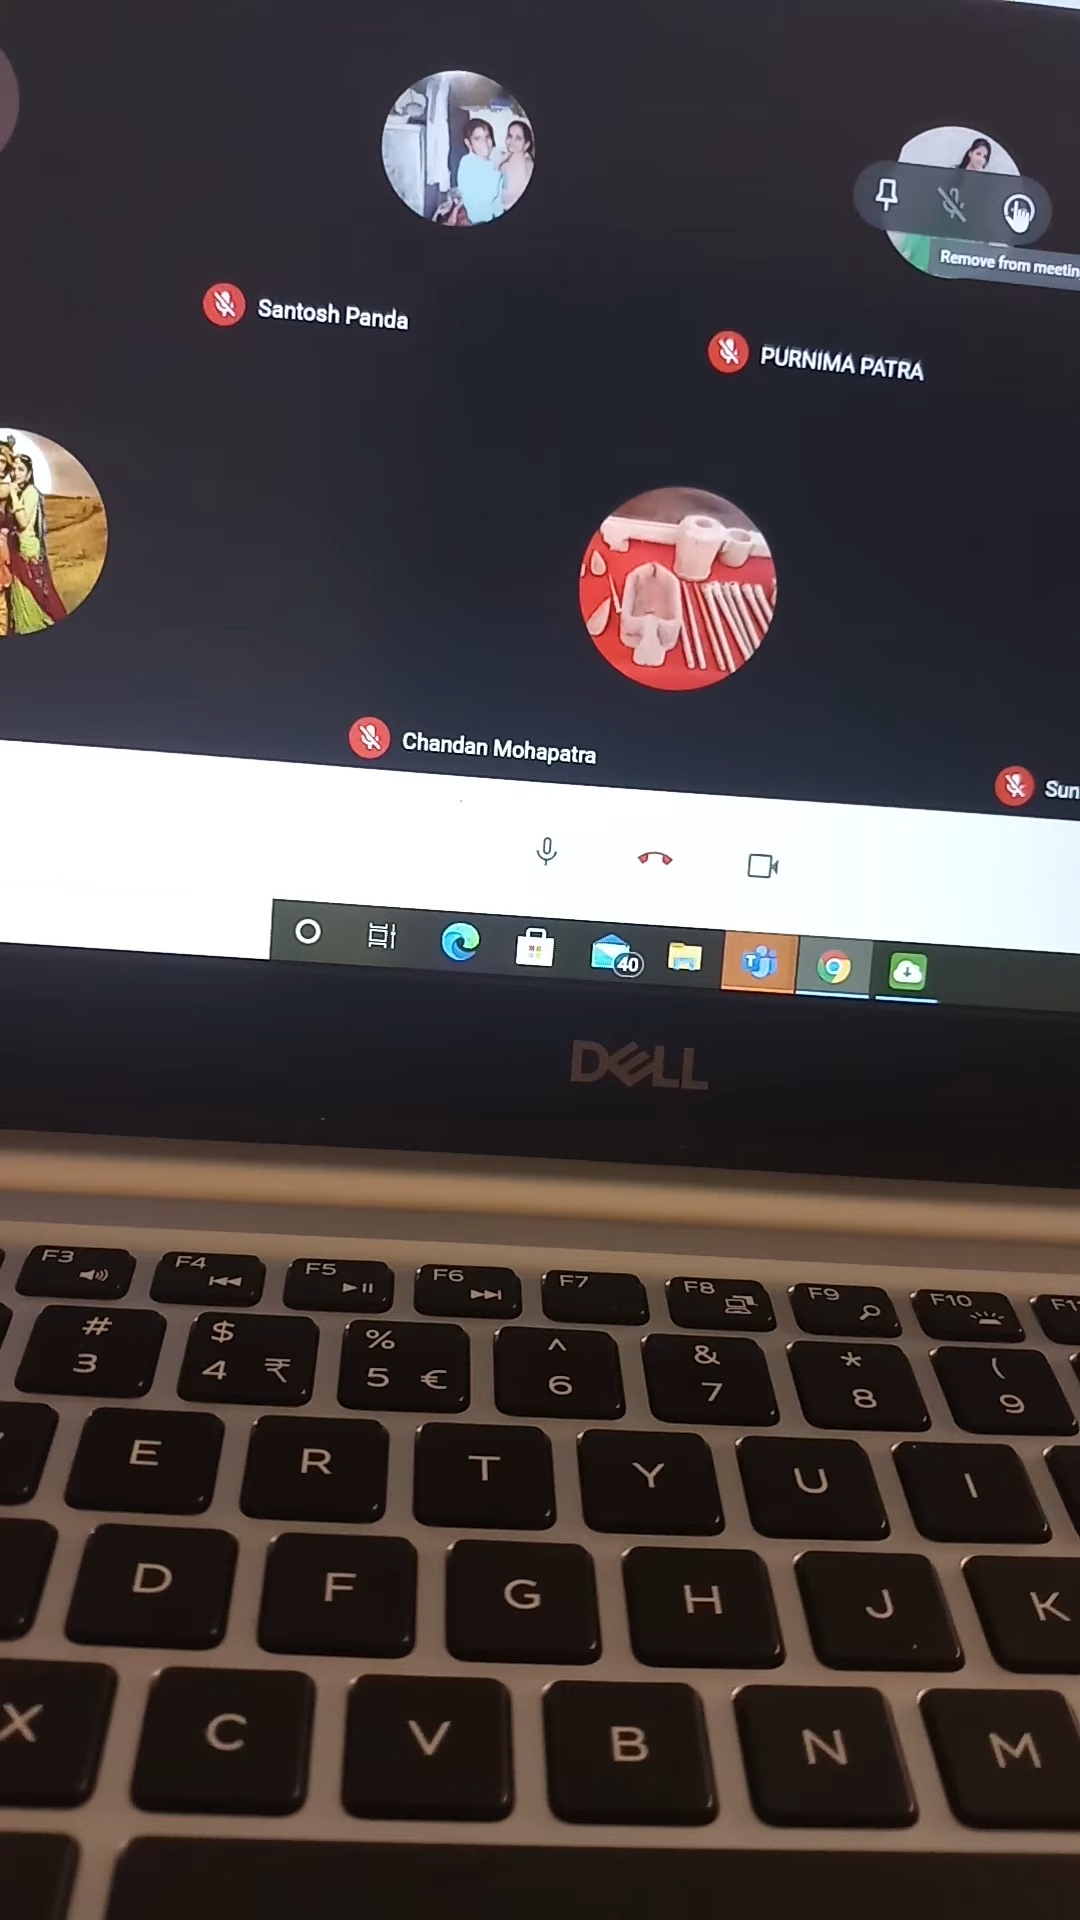 Remove from meetin
Santosh Panda
PURNIMA PATRA
Chandan Mohapatra
Sun
40
DELL
F3 F4 F5 F6 F7 F8 F9 F10 F1
# $ % ^ & * (
3 4 ₹ 5 € 6 7 8 9
E R T Y U I
D F G H J K
X C V B N M